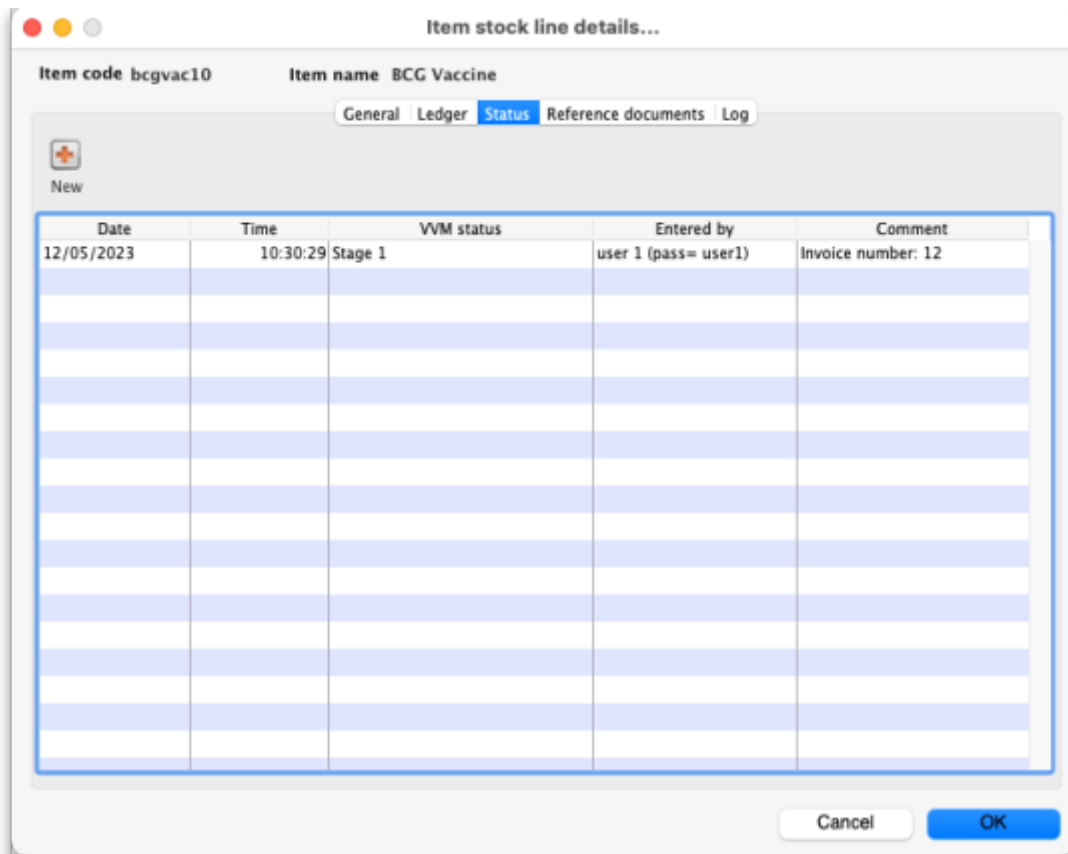 Item stock line details...
Item code bcgvac10 Item name BCG Vaccine
General Ledger Status Reference documents Log
New
Date Time VVM status Entered by Comment
12/05/2023 10:30:29 Stage 1 user 1 (pass= user1) Invoice number: 12
Cancel OK